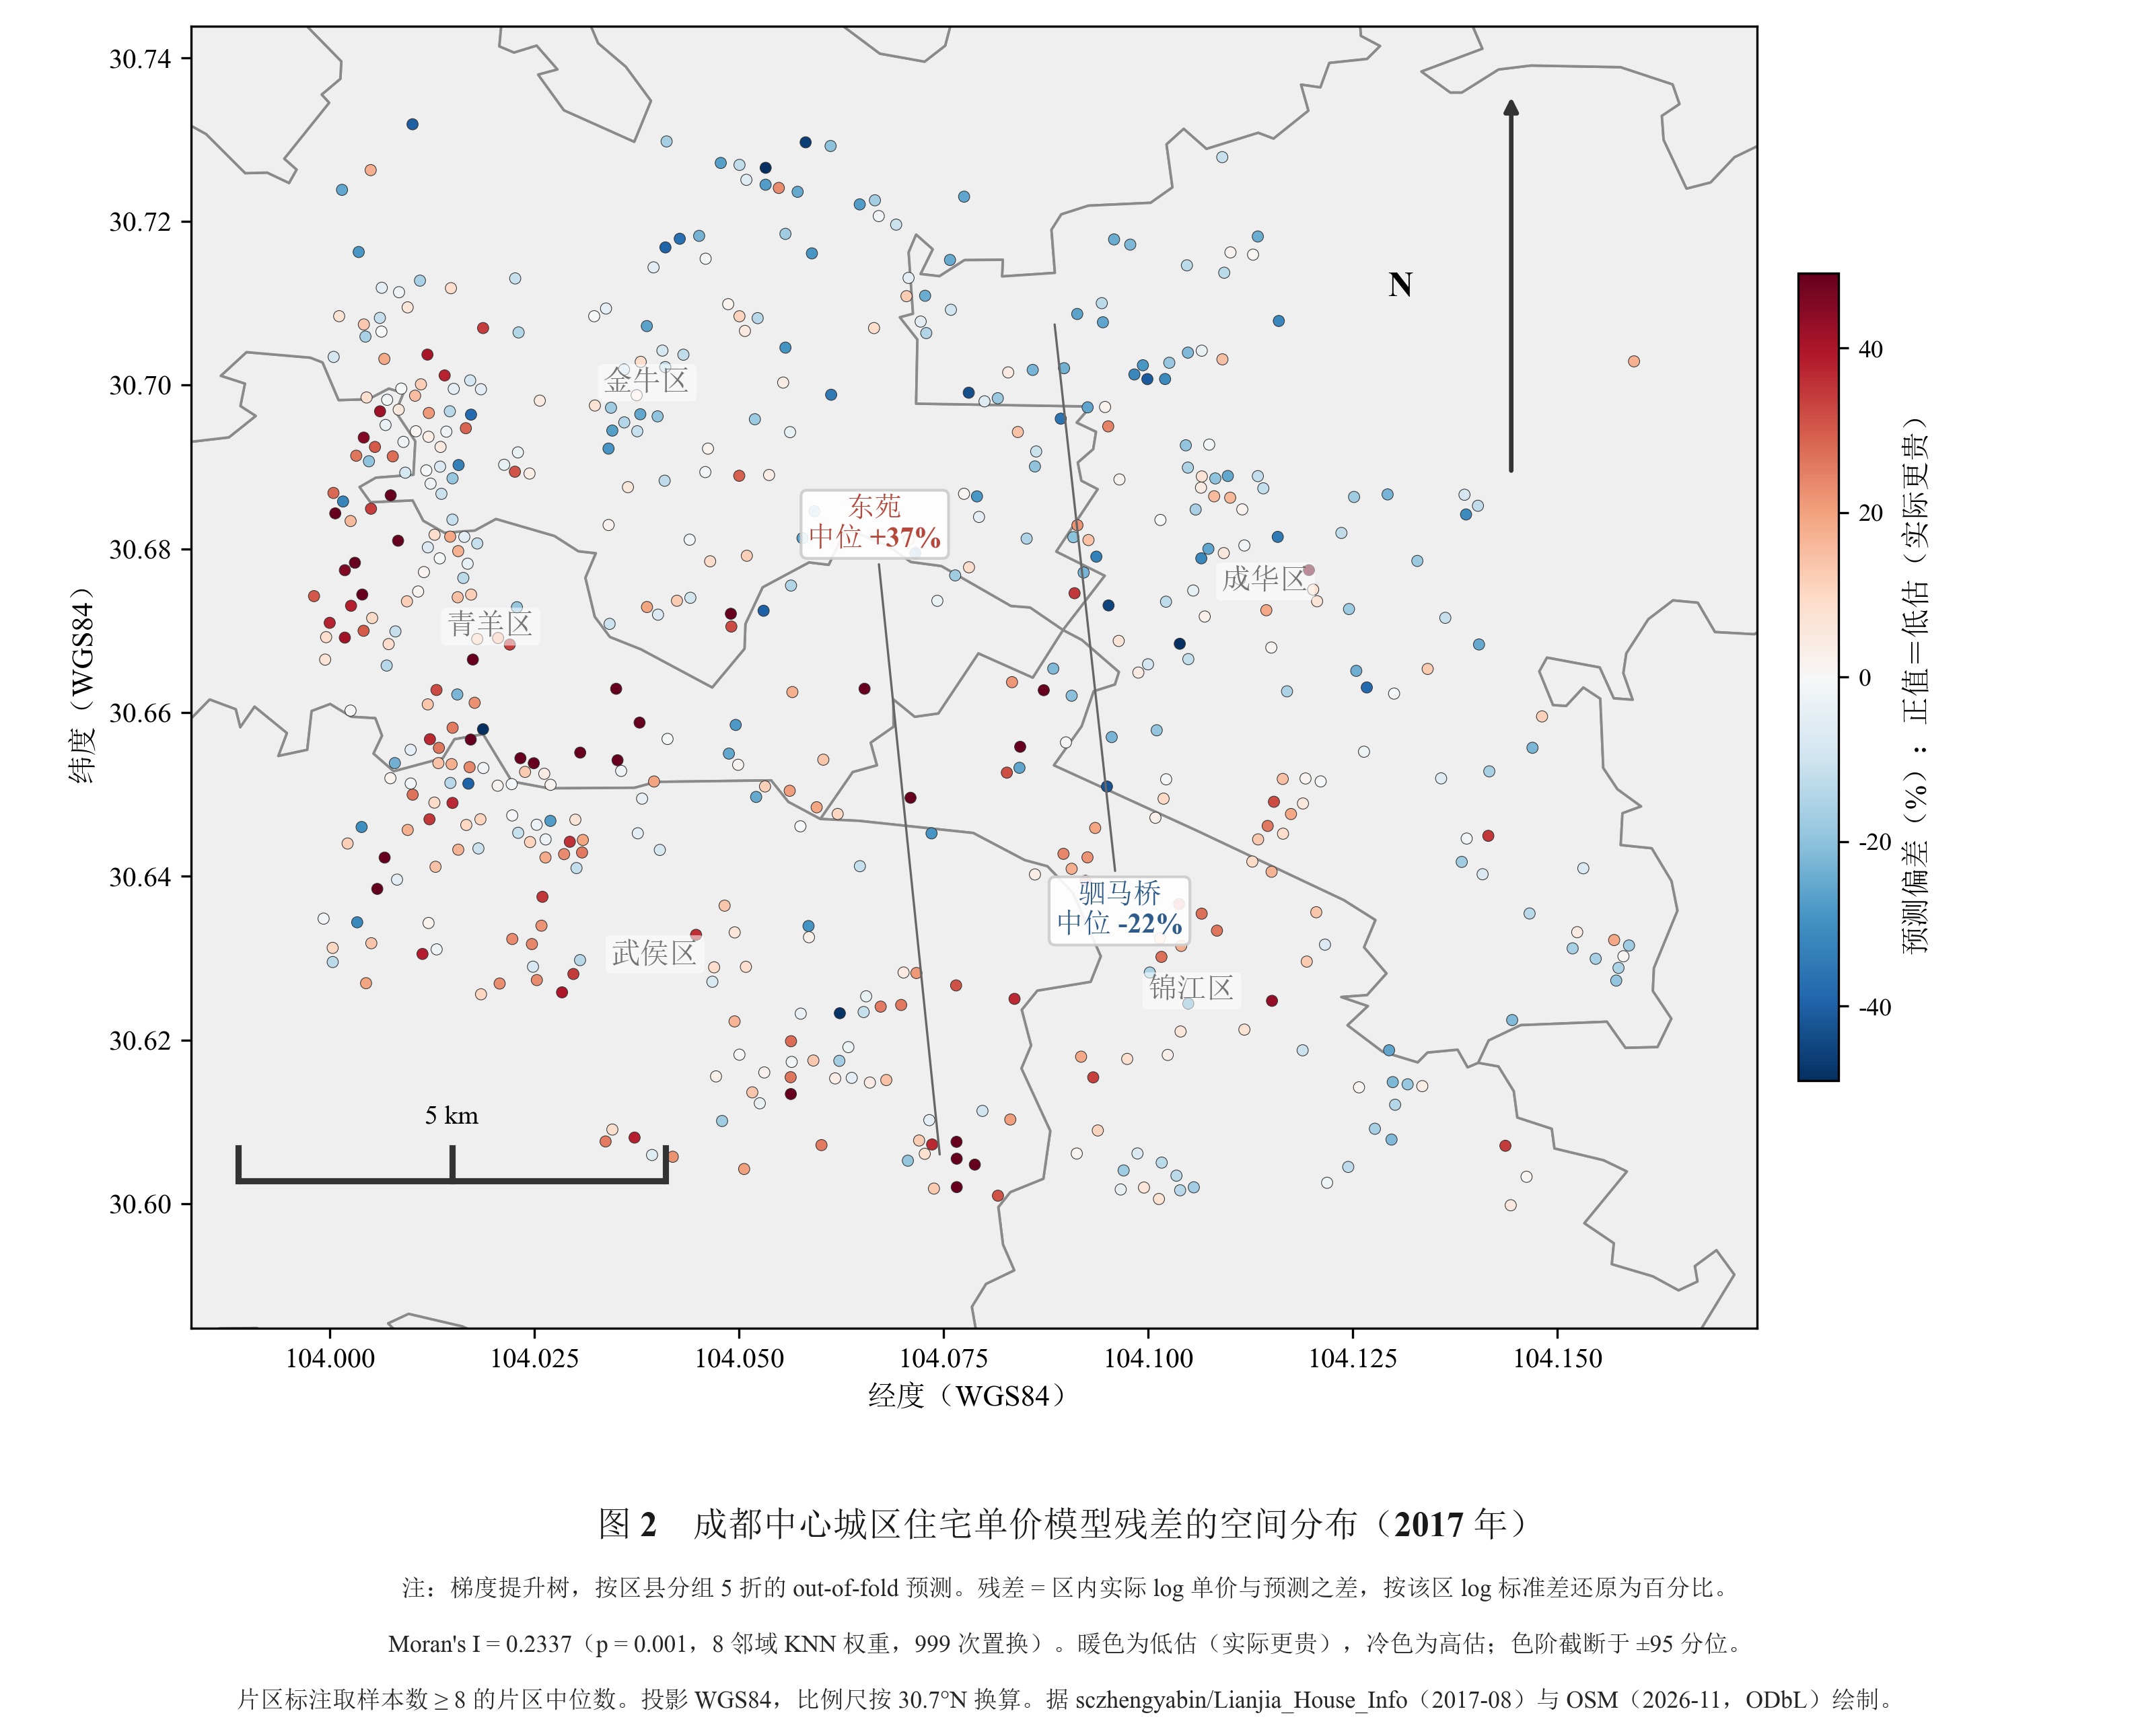 30.74
30.72
30.70
30.68
30.66
30.64
30.62
30.60
纬度（WGS84）
N
金牛区
东苑
中位 +37%
成华区
青羊区
驷马桥
中位 -22%
武侯区
锦江区
5 km
104.000 104.025 104.050 104.075 104.100 104.125 104.150
经度（WGS84）
40
20
0
-20
-40
预测偏差（%）：正值＝低估（实际更贵）
图 2 成都中心城区住宅单价模型残差的空间分布（2017 年）
注：梯度提升树，按区县分组 5 折的 out-of-fold 预测。残差 = 区内实际 log 单价与预测之差，按该区 log 标准差还原为百分比。
Moran's I = 0.2337（p = 0.001，8 邻域 KNN 权重，999 次置换）。暖色为低估（实际更贵），冷色为高估；色阶截断于 ±95 分位。
片区标注取样本数 ≥ 8 的片区中位数。投影 WGS84，比例尺按 30.7°N 换算。据 sczhengyabin/Lianjia_House_Info（2017-08）与 OSM（2026-11，ODbL）绘制。